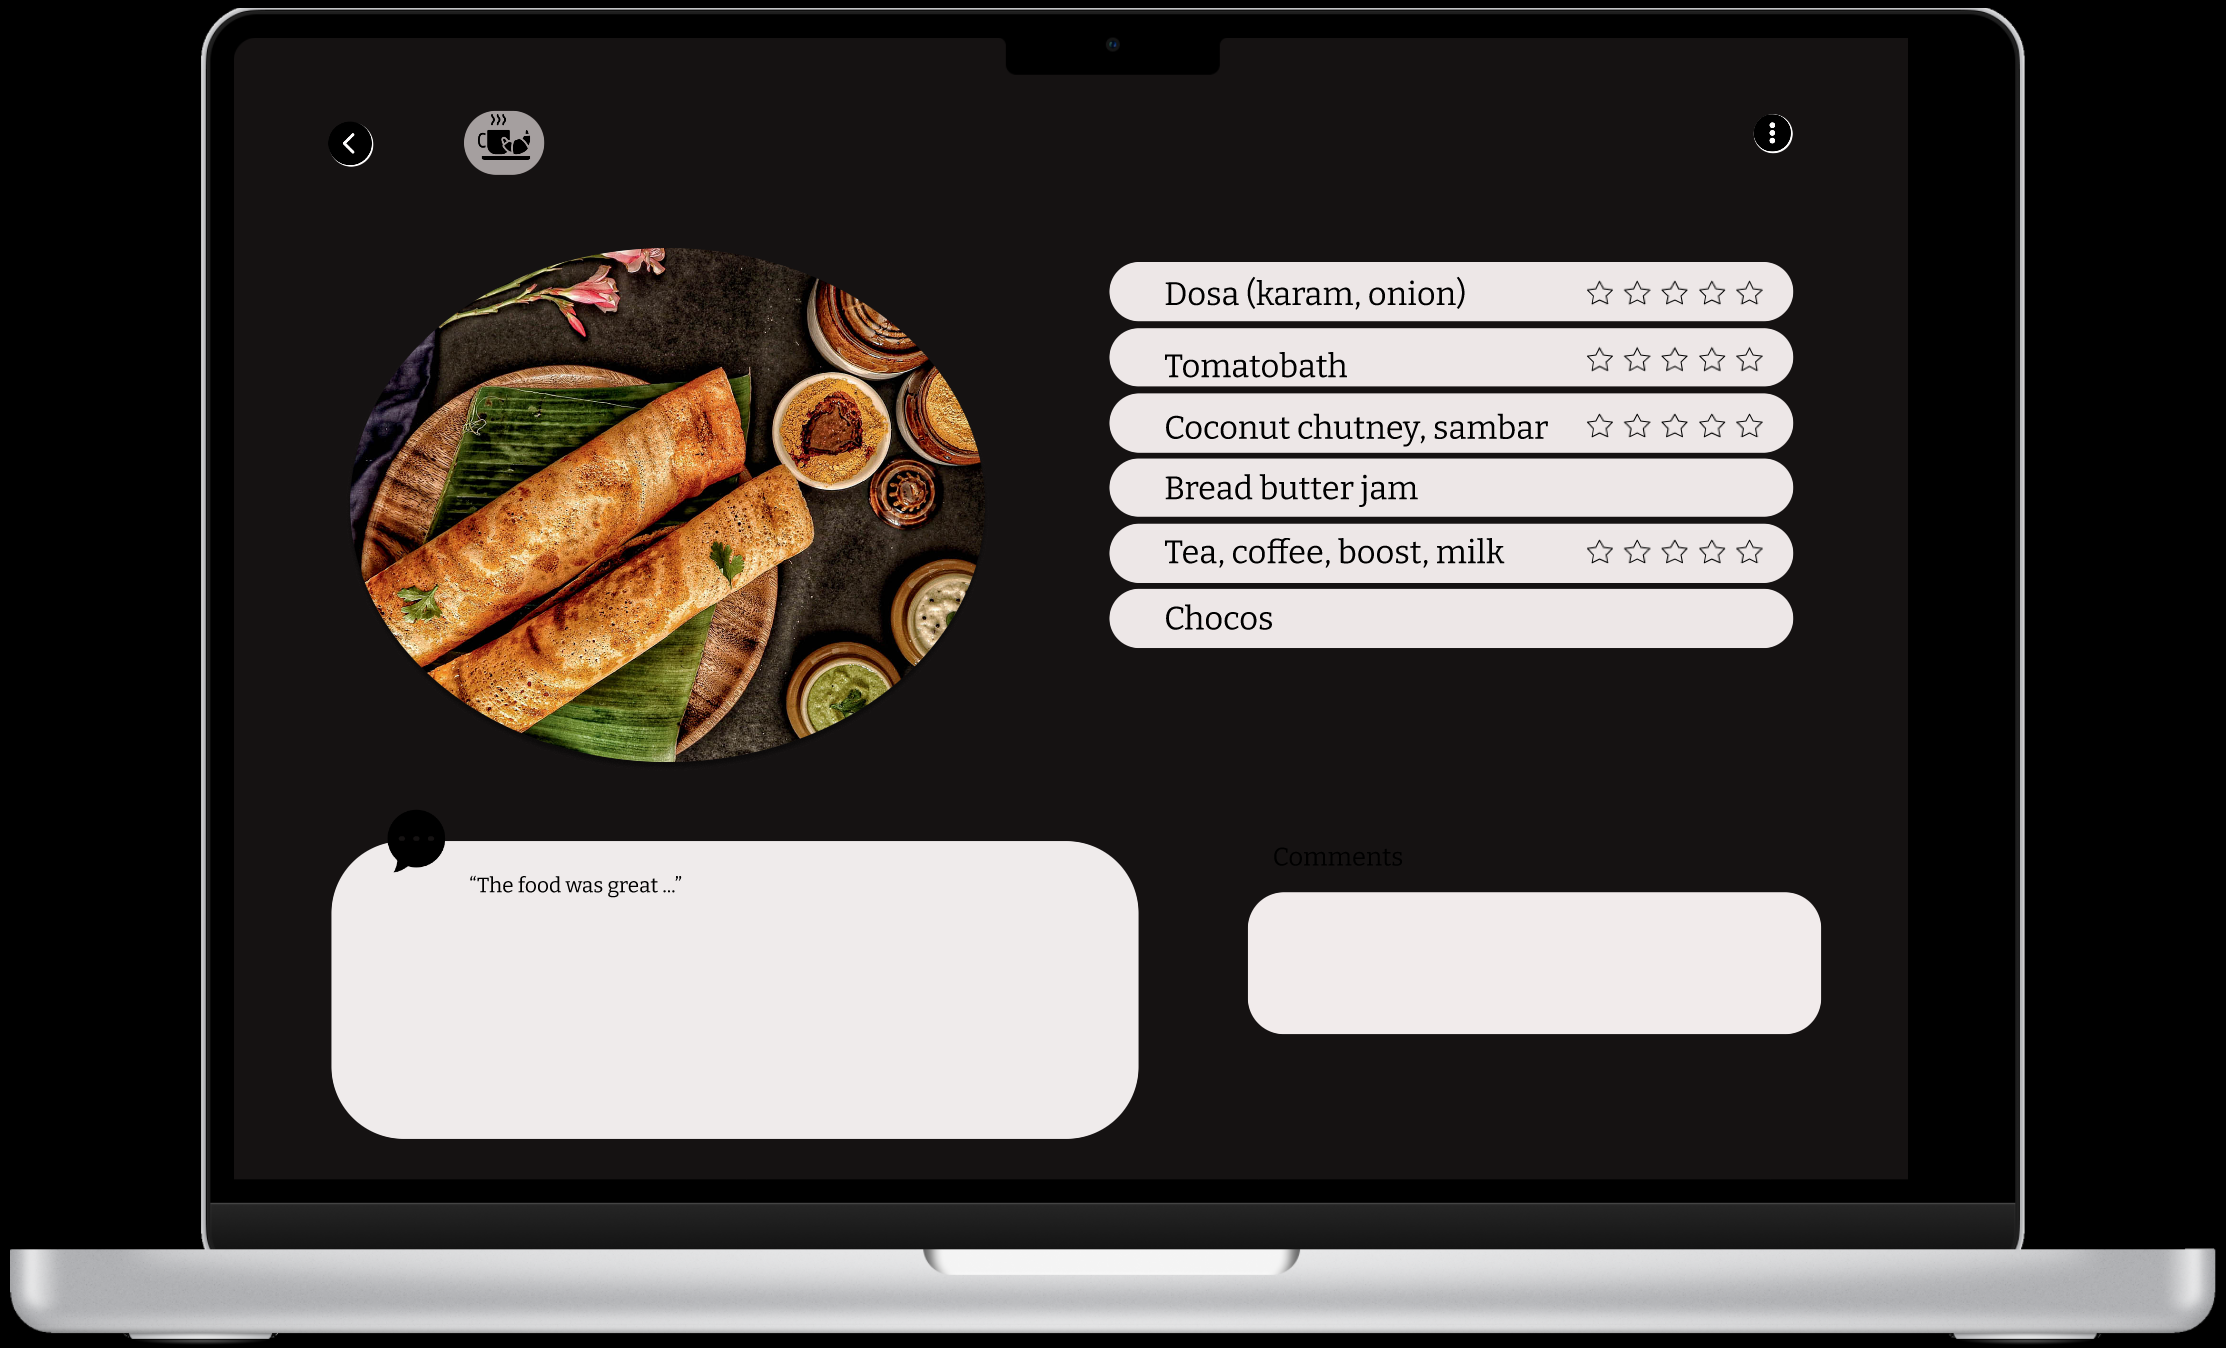 Dosa (karam, onion)
Tomatobath
Coconut chutney, sambar
Bread butter jam
Tea, coffee, boost, milk
Chocos
“The food was great ...”
Comments